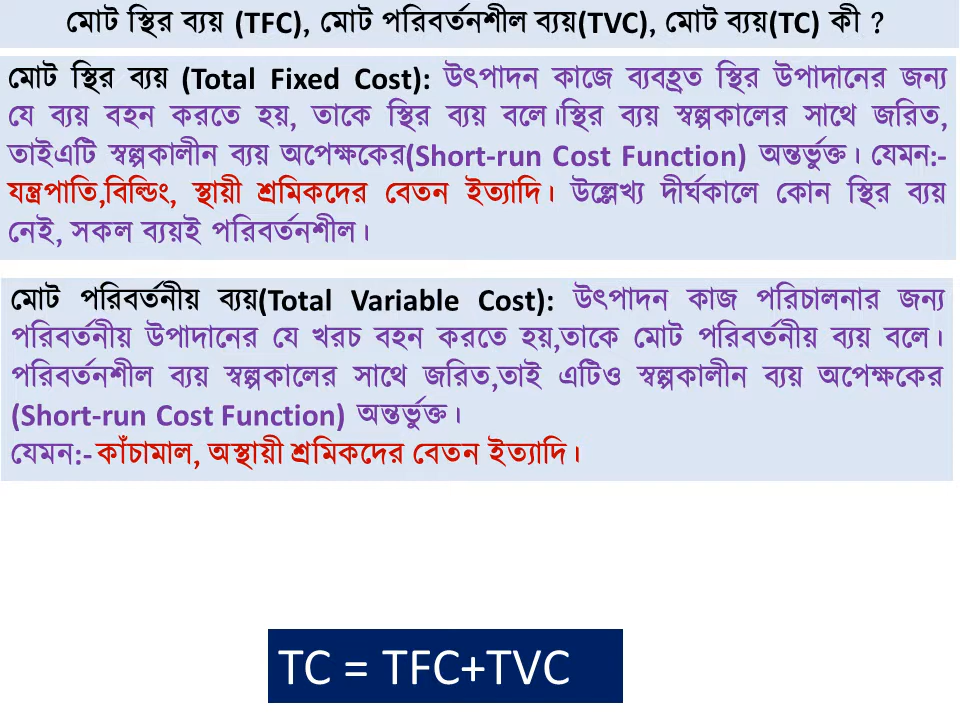 মোট স্থির ব্যয় (TFC), মোট পরিবর্তনশীল ব্যয়(TVC), মোট ব্যয়(TC) কী ?
মোট স্থির ব্যয় (Total Fixed Cost): উৎপাদন কাজে ব্যবহৃত স্থির উপাদানের জন্য
যে ব্যয় বহন করতে হয়, তাকে স্থির ব্যয় বলে।স্থির ব্যয় স্বল্পকালের সাথে জরিত,
তাইএটি স্বল্পকালীন ব্যয় অপেক্ষকের(Short-run Cost Function) অন্তর্ভুক্ত। যেমন:-
যন্ত্রপাতি,বিল্ডিং, স্থায়ী শ্রমিকদের বেতন ইত্যাদি। উল্লেখ্য দীর্ঘকালে কোন স্থির ব্যয়
নেই, সকল ব্যয়ই পরিবর্তনশীল।
মোট পরিবর্তনীয় ব্যয়(Total Variable Cost): উৎপাদন কাজ পরিচালনার জন্য
পরিবর্তনীয় উপাদানের যে খরচ বহন করতে হয়,তাকে মোট পরিবর্তনীয় ব্যয় বলে।
পরিবর্তনশীল ব্যয় স্বল্পকালের সাথে জরিত,তাই এটিও স্বল্পকালীন ব্যয় অপেক্ষকের
(Short-run Cost Function) অন্তর্ভুক্ত।
যেমন:- কাঁচামাল, অস্থায়ী শ্রমিকদের বেতন ইত্যাদি।
TC = TFC+TVC